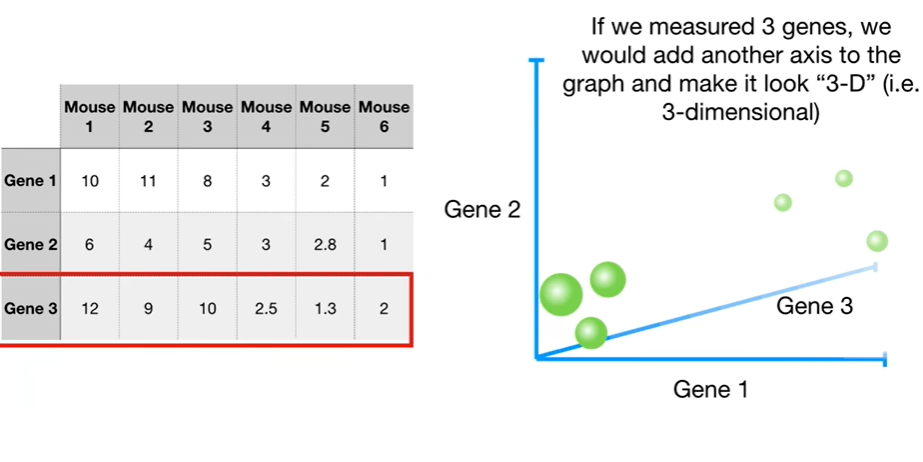 If we measured 3 genes, we
would add another axis to the
graph and make it look “3-D” (i.e.
3-dimensional)
Mouse 1 Mouse 2 Mouse 3 Mouse 4 Mouse 5 Mouse 6
Gene 1 10 11 8 3 2 1
Gene 2 6 4 5 3 2.8 1
Gene 3 12 9 10 2.5 1.3 2
Gene 2
Gene 3
Gene 1